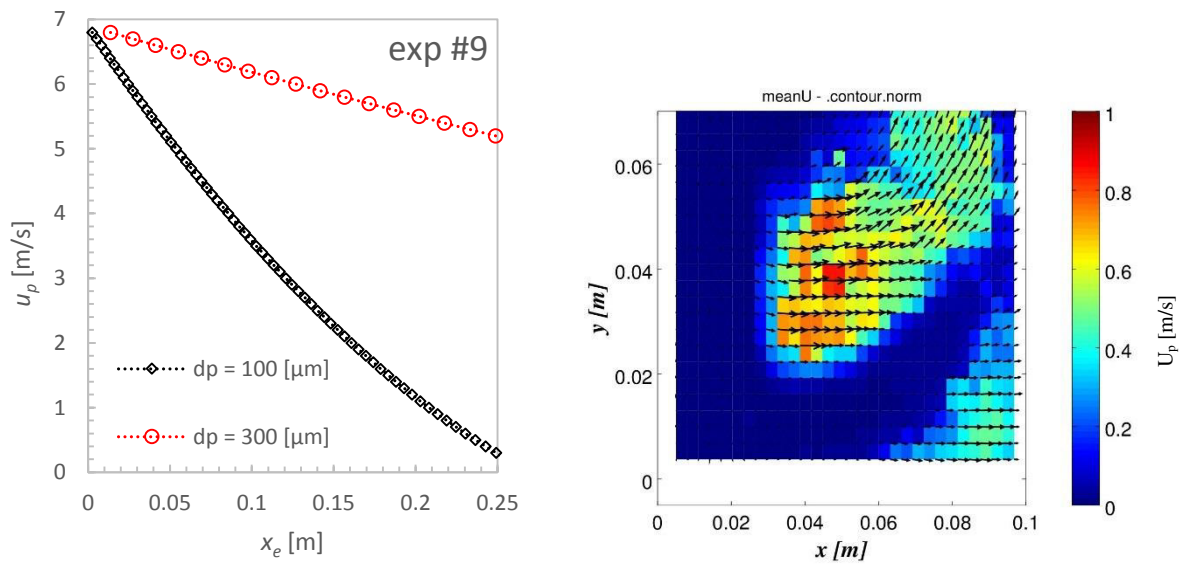 exp #9
7
6
5
4
3
2
1
0
u_p [m/s]
dp = 100 [µm]
dp = 300 [µm]
0 0.05 0.1 0.15 0.2 0.25
x_e [m]
meanU - .contour.norm
0.06
0.04
0.02
0
y [m]
0 0.02 0.04 0.06 0.08 0.1
x [m]
1
0.8
0.6
0.4
0.2
0
U_p [m/s]